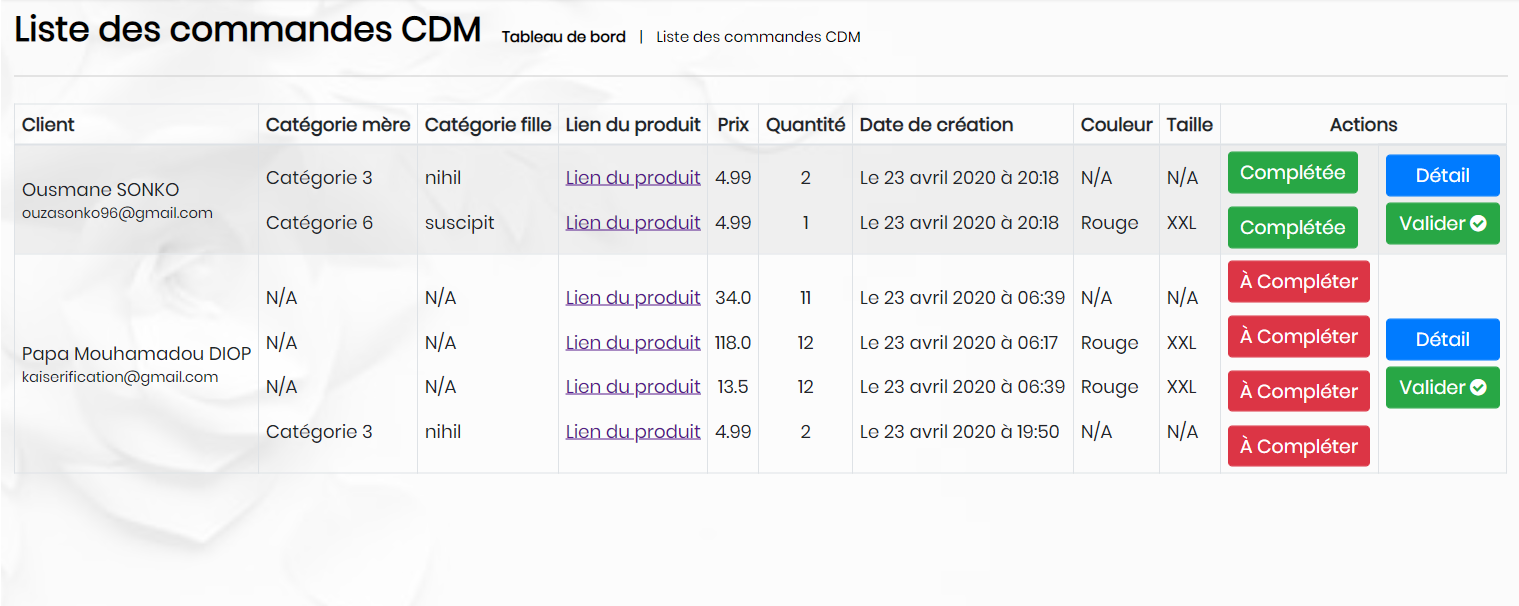 Liste des commandes CDM Tableau de bord | Liste des commandes CDM
Client Catégorie mère Catégorie fille Lien du produit Prix Quantité Date de création Couleur Taille Actions
Ousmane SONKO
ouzasonko96@gmail.com
Catégorie 3 nihil Lien du produit 4.99 2 Le 23 avril 2020 à 20:18 N/A N/A Complétée Détail
Catégorie 6 suscipit Lien du produit 4.99 1 Le 23 avril 2020 à 20:18 Rouge XXL Complétée Valider
Papa Mouhamadou DIOP
kaiserification@gmail.com
N/A N/A Lien du produit 34.0 11 Le 23 avril 2020 à 06:39 N/A N/A À Compléter
N/A N/A Lien du produit 118.0 12 Le 23 avril 2020 à 06:17 Rouge XXL À Compléter Détail
N/A N/A Lien du produit 13.5 12 Le 23 avril 2020 à 06:39 Rouge XXL À Compléter Valider
Catégorie 3 nihil Lien du produit 4.99 2 Le 23 avril 2020 à 19:50 N/A N/A À Compléter